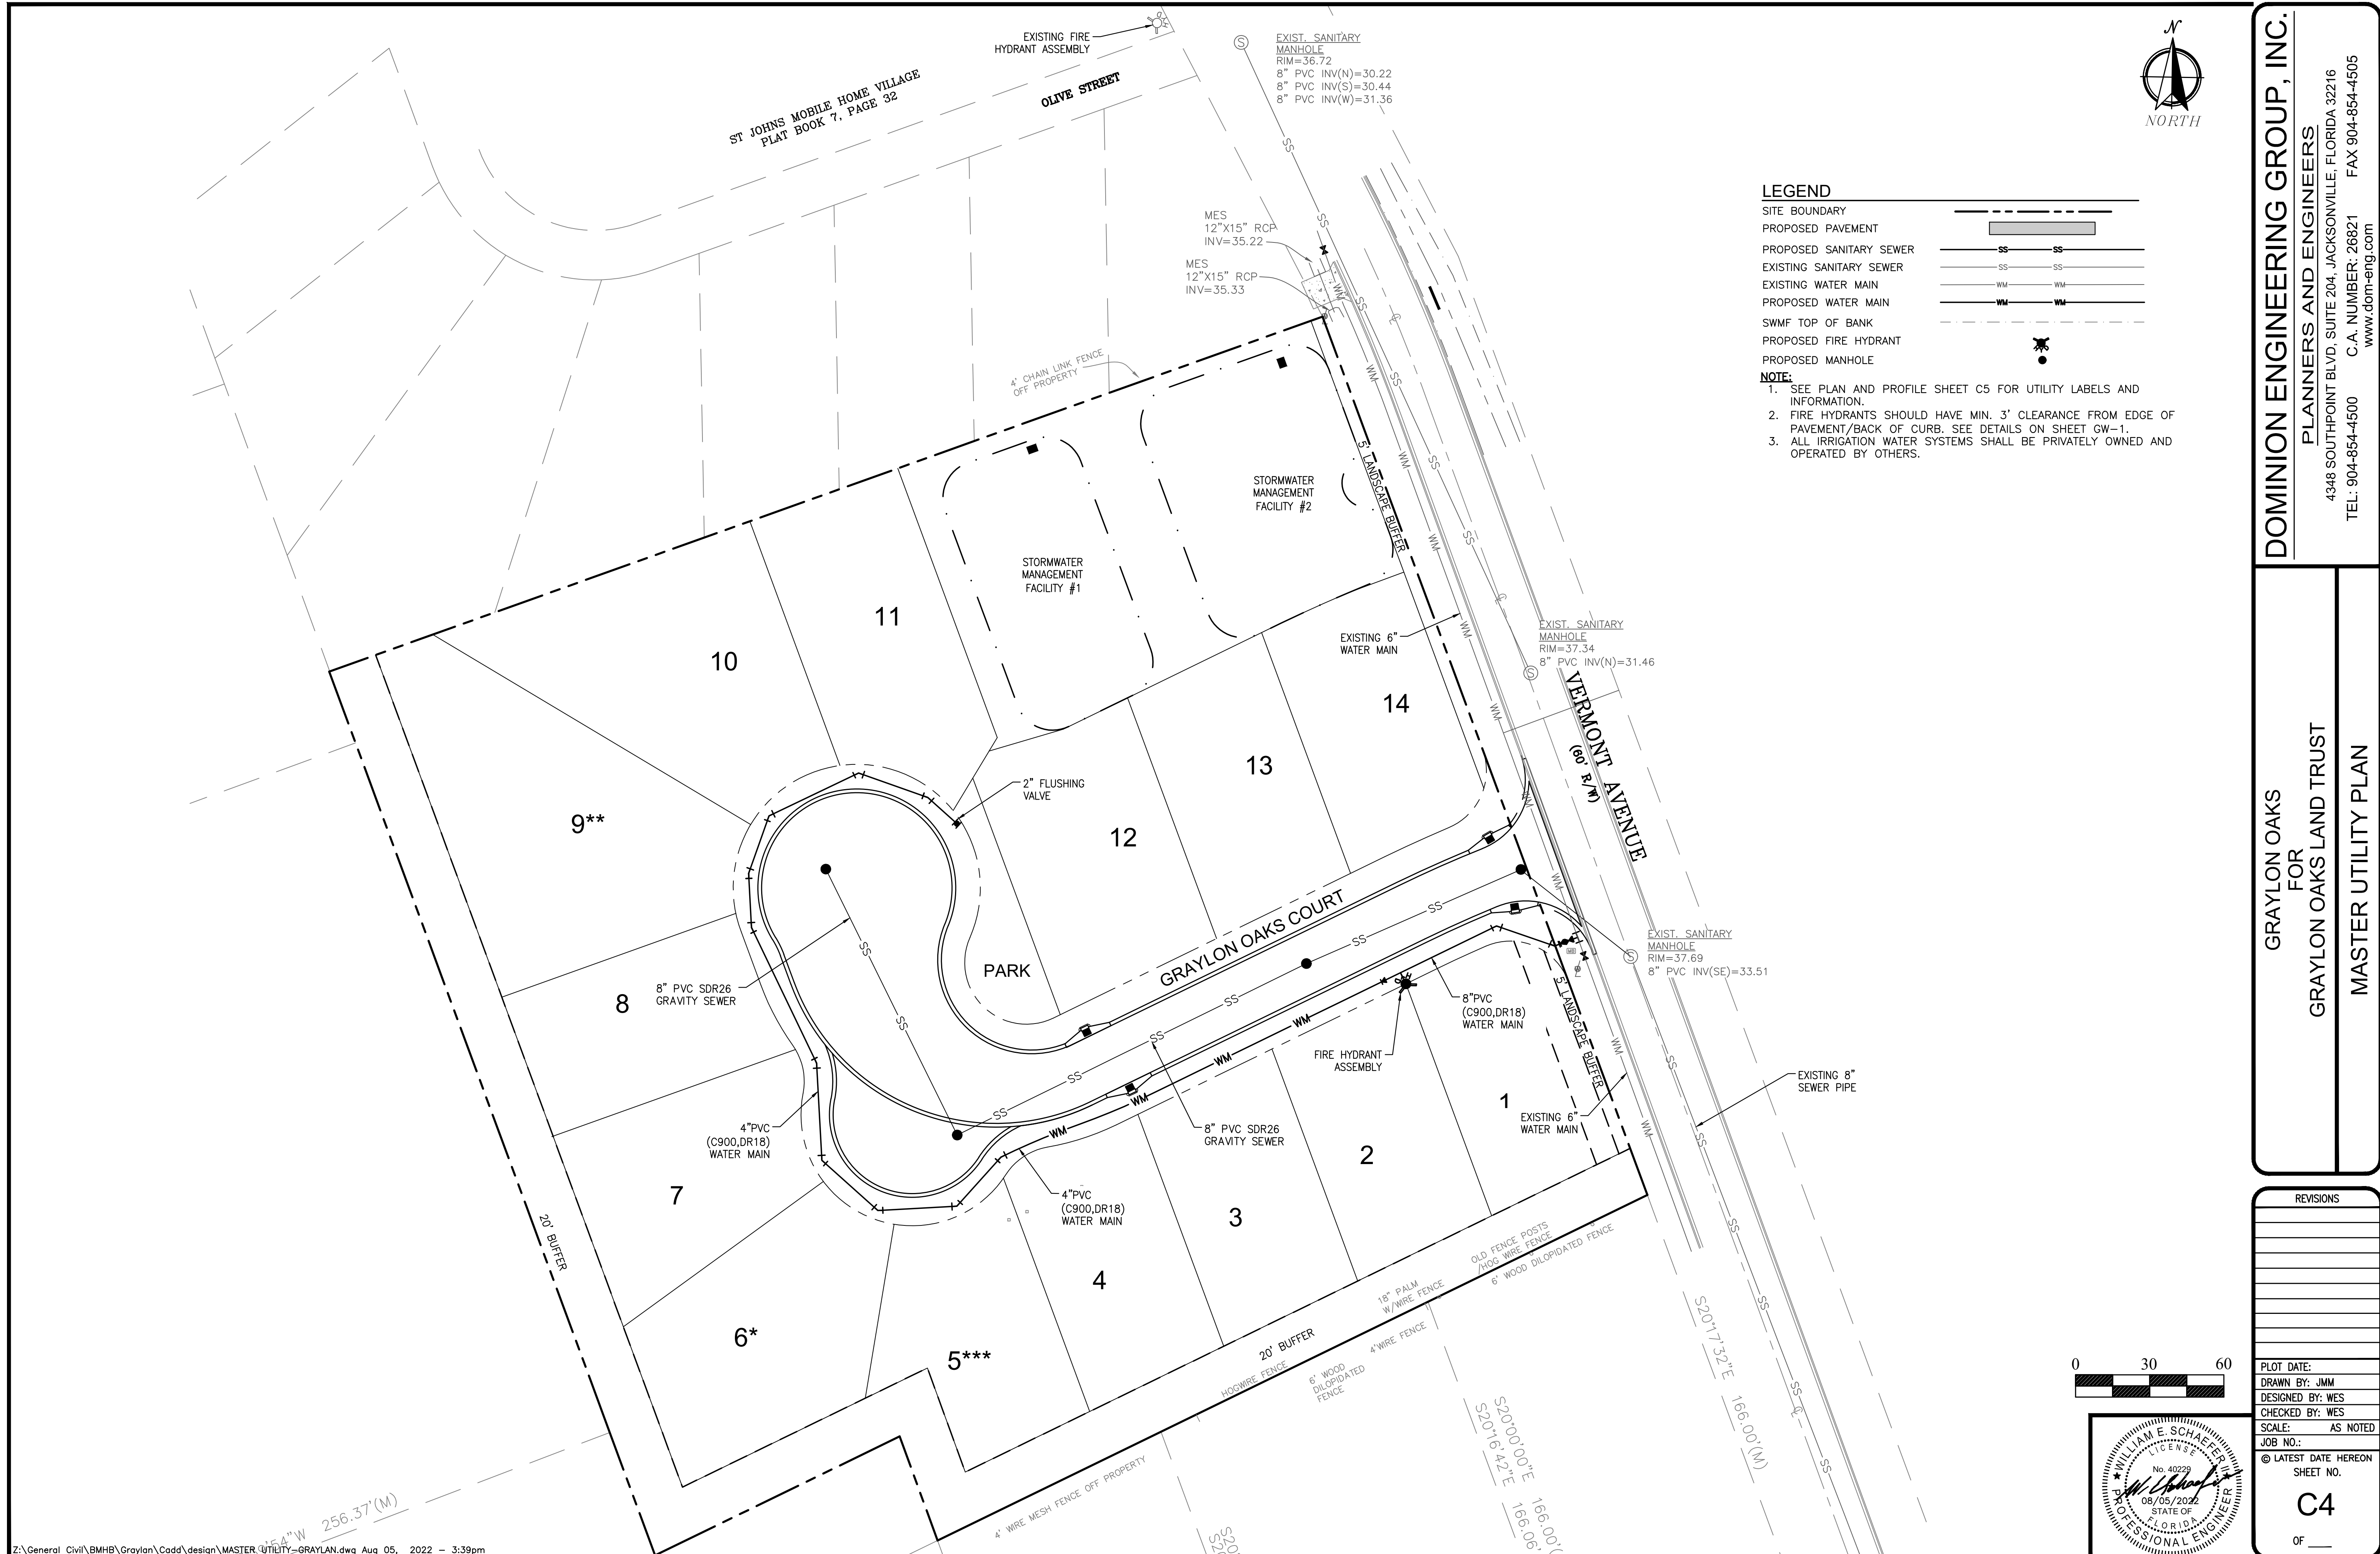 EXISTING FIRE
HYDRANT ASSEMBLY
EXIST. SANITARY
MANHOLE
RIM=36.72
8" PVC INV(N)=30.22
8" PVC INV(S)=30.44
8" PVC INV(W)=31.36
ST JOHNS MOBILE HOME VILLAGE
PLAT BOOK 7, PAGE 32
OLIVE STREET
N
NORTH
LEGEND
SITE BOUNDARY
PROPOSED PAVEMENT
PROPOSED SANITARY SEWER SS SS
EXISTING SANITARY SEWER SS SS
EXISTING WATER MAIN WM WM
PROPOSED WATER MAIN WM WM
SWMF TOP OF BANK
PROPOSED FIRE HYDRANT
PROPOSED MANHOLE
NOTE:
1. SEE PLAN AND PROFILE SHEET C5 FOR UTILITY LABELS AND
INFORMATION.
2. FIRE HYDRANTS SHOULD HAVE MIN. 3' CLEARANCE FROM EDGE OF
PAVEMENT/BACK OF CURB. SEE DETAILS ON SHEET GW-1.
3. ALL IRRIGATION WATER SYSTEMS SHALL BE PRIVATELY OWNED AND
OPERATED BY OTHERS.
MES
12"X15" RCP
INV=35.22
MES
12"X15" RCP
INV=35.33
4' CHAIN LINK FENCE
OFF PROPERTY
5' LANDSCAPE BUFFER
STORMWATER
MANAGEMENT
FACILITY #2
STORMWATER
MANAGEMENT
FACILITY #1
EXISTING 6"
WATER MAIN
EXIST. SANITARY
MANHOLE
RIM=37.34
8" PVC INV(N)=31.46
VERMONT AVENUE
(60' R/W)
11
10
14
13
12
9**
2" FLUSHING
VALVE
GRAYLON OAKS COURT
PARK
8
8" PVC SDR26
GRAVITY SEWER
EXIST. SANITARY
MANHOLE
RIM=37.69
8" PVC INV(SE)=33.51
8"PVC
(C900,DR18)
WATER MAIN
FIRE HYDRANT
ASSEMBLY
5' LANDSCAPE BUFFER
EXISTING 8"
SEWER PIPE
EXISTING 6"
WATER MAIN
1
2
3
4
8" PVC SDR26
GRAVITY SEWER
4"PVC
(C900,DR18)
WATER MAIN
4"PVC
(C900,DR18)
WATER MAIN
7
6*
5***
20' BUFFER
20' BUFFER
OLD FENCE POSTS
/HOG WIRE FENCE
6' WOOD DILOPIDATED FENCE
18" PALM
W/WIRE FENCE
4'WIRE FENCE
HOGWIRE FENCE
6' WOOD
DILOPIDATED
FENCE
4' WIRE MESH FENCE OFF PROPERTY
S20°17'32"E 166.00'(M)
S20°00'00"E 166.00'(
S20°16'42"E 166.06'
S20°
S20
54"W 256.37'(M)
0 30 60
Z:\General Civil\BMHB\Graylan\Cadd\design\MASTER UTILITY-GRAYLAN.dwg Aug 05, 2022 - 3:39pm
DOMINION ENGINEERING GROUP, INC.
PLANNERS AND ENGINEERS
4348 SOUTHPOINT BLVD, SUITE 204, JACKSONVILLE, FLORIDA 32216
TEL: 904-854-4500 C.A. NUMBER: 26821 FAX 904-854-4505
www.dom-eng.com
GRAYLON OAKS
FOR
GRAYLON OAKS LAND TRUST
MASTER UTILITY PLAN
REVISIONS
PLOT DATE:
DRAWN BY: JMM
DESIGNED BY: WES
CHECKED BY: WES
SCALE: AS NOTED
JOB NO.:
© LATEST DATE HEREON
SHEET NO.
C4
OF ___
WILLIAM E. SCHAEFER II
LICENSE
No. 40229
08/05/2022
STATE OF
FLORIDA
PROFESSIONAL ENGINEER